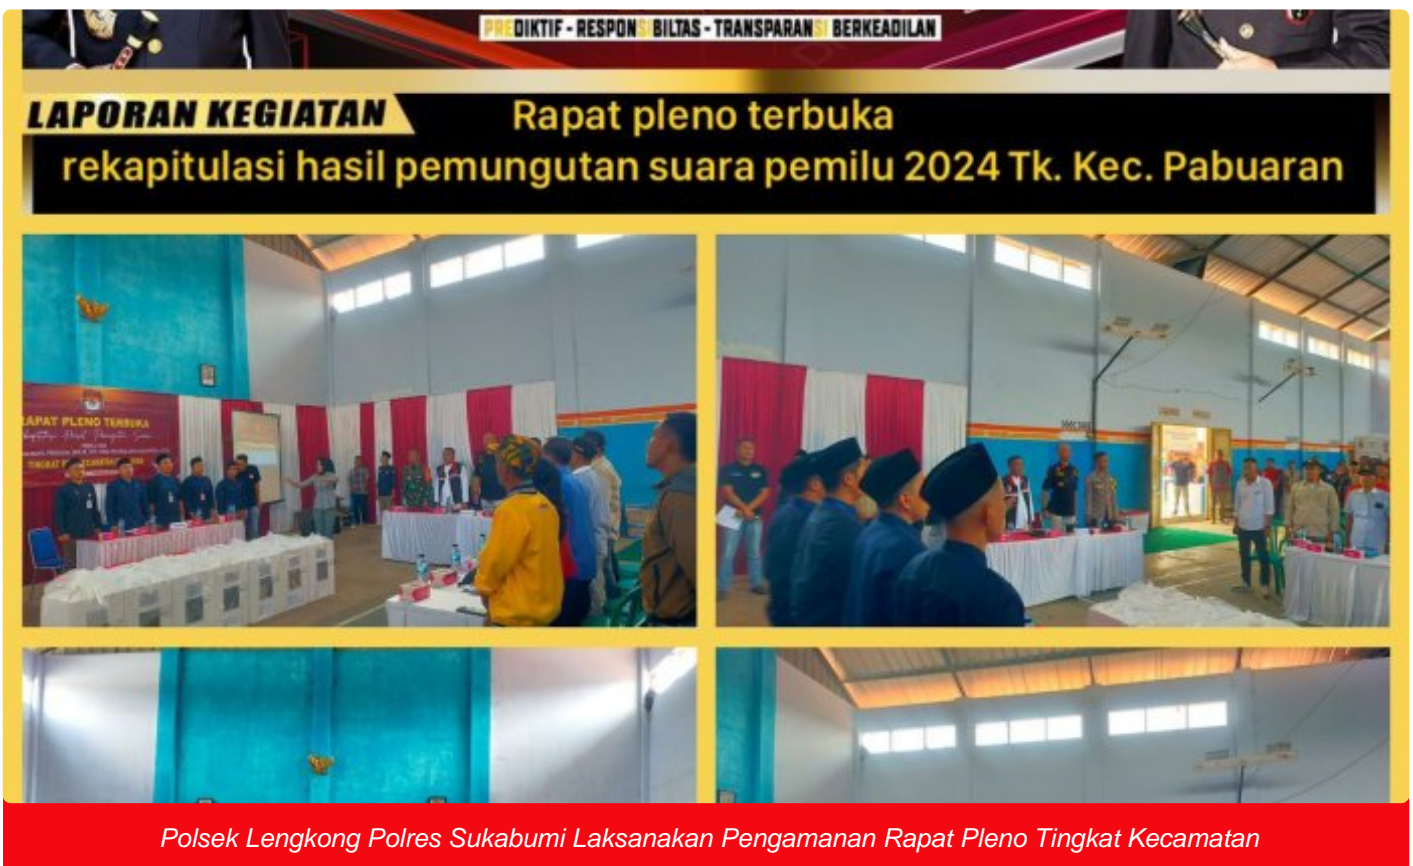 PREDIKTIF - RESPONSIBILTAS - TRANSPARANSI BERKEADILAN
LAPORAN KEGIATAN
Rapat pleno terbuka
rekapitulasi hasil pemungutan suara pemilu 2024 Tk. Kec. Pabuaran
RAPAT PLENO TERBUKA
TINGKAT
Polsek Lengkong Polres Sukabumi Laksanakan Pengamanan Rapat Pleno Tingkat Kecamatan